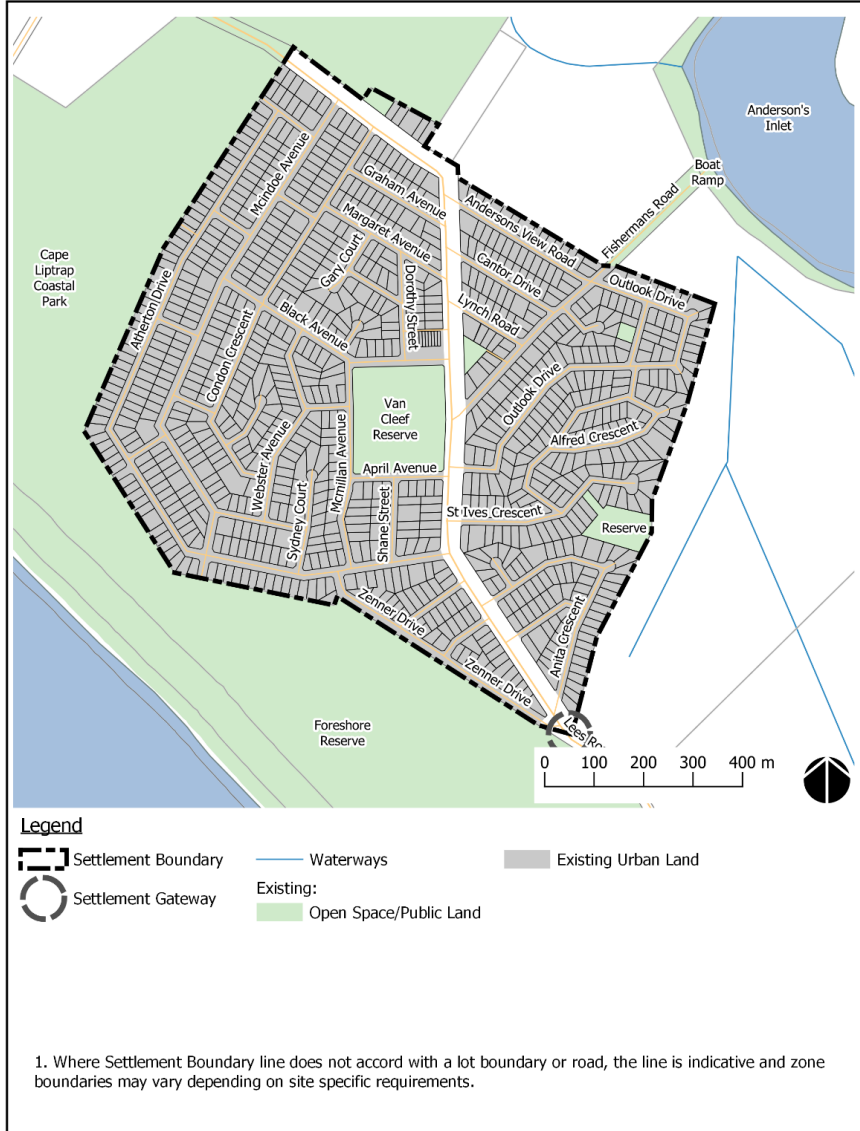 Anderson's
Inlet
Boat
Ramp
Fishermans Road
McIndoe Avenue
Graham Avenue
Andersons View Road
Margaret Avenue
Gary Court
Cantor Drive
Outlook Drive
Cape
Liptrap
Coastal
Park
Atherton Drive
Dorothy Street
Lynch Road
Black Avenue
Condon Crescent
Outlook Drive
Van
Cleef
Reserve
Alfred Crescent
Webster Avenue
Mcmillan Avenue
April Avenue
Sydney Court
Shane Street
St Ives Crescent
Reserve
Zenner Drive
Anita Crescent
Zenner Drive
Foreshore
Reserve
Lees
0 100 200 300 400 m
Legend
Settlement Boundary
Waterways
Existing Urban Land
Settlement Gateway
Existing:
Open Space/Public Land
1. Where Settlement Boundary line does not accord with a lot boundary or road, the line is indicative and zone
boundaries may vary depending on site specific requirements.